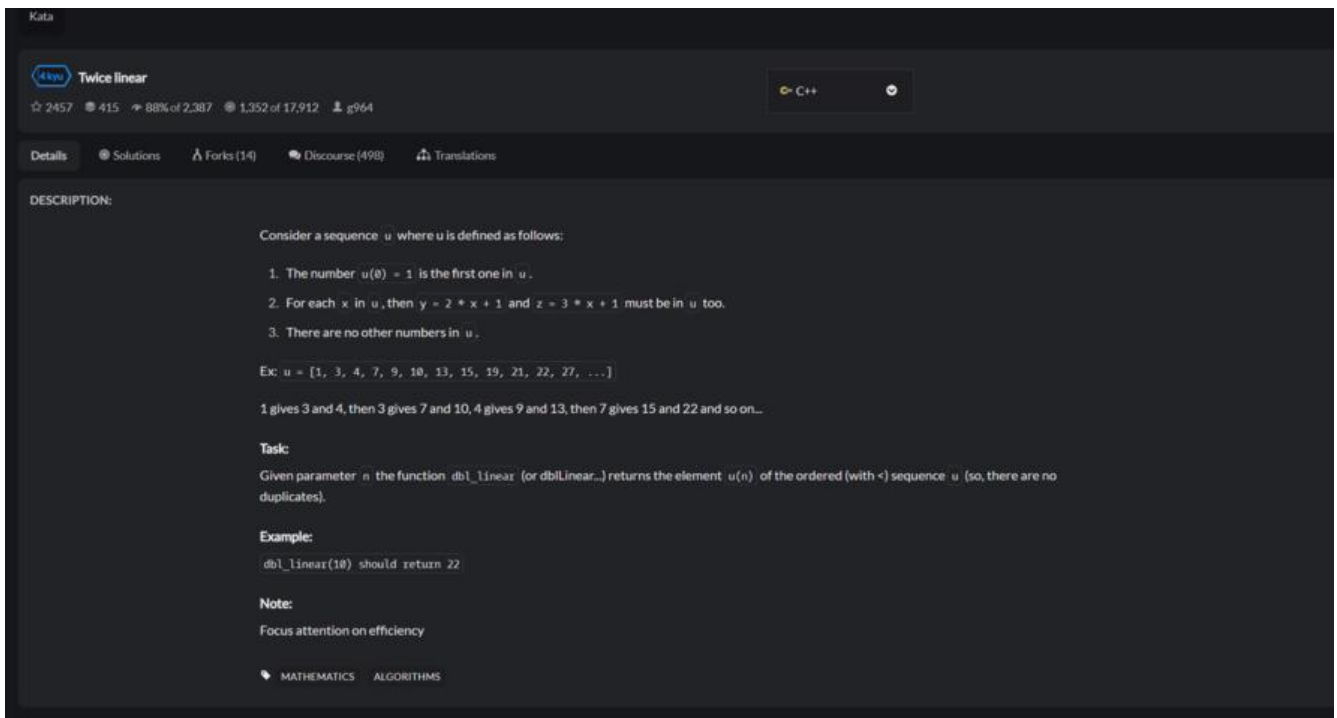 Kata
4 kyu Twice linear
C++
2457 415 88% of 2,387 1,352 of 17,912 g964
Details Solutions Forks (14) Discourse (498) Translations
DESCRIPTION:
Consider a sequence u where u is defined as follows:
1. The number u(0) = 1 is the first one in u.
2. For each x in u, then y = 2 * x + 1 and z = 3 * x + 1 must be in u too.
3. There are no other numbers in u.
Ex: u = [1, 3, 4, 7, 9, 10, 13, 15, 19, 21, 22, 27, ...]
1 gives 3 and 4, then 3 gives 7 and 10, 4 gives 9 and 13, then 7 gives 15 and 22 and so on...
Task:
Given parameter n the function dbl_linear (or dblLinear...) returns the element u(n) of the ordered (with <) sequence u (so, there are no
duplicates).
Example:
dbl_linear(10) should return 22
Note:
Focus attention on efficiency
MATHEMATICS ALGORITHMS